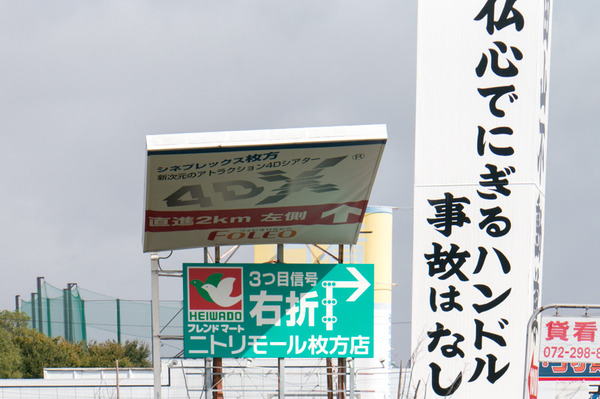 シネプレックス枚方
新次元のアトラクション4Dシアター
4DX®
直進2km 左側
FOLEO
HEIWADO
フレンドマート
3つ目信号
右折
ニトリモール枚方店
仏心でにぎるハンドル
事故はなし
貸看
072-298-8